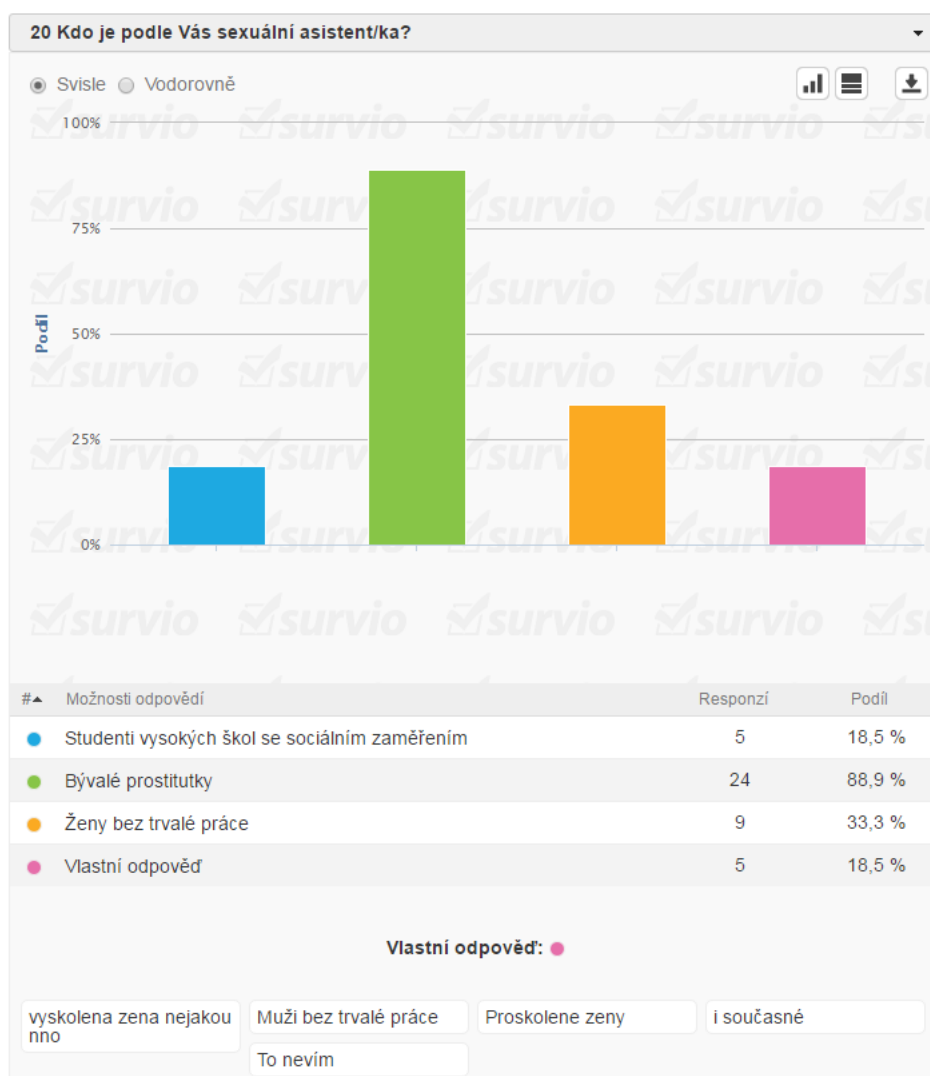 20 Kdo je podle Vás sexuální asistent/ka?
Svisle Vodorovně
100%
75%
50%
25%
0%
Podíl
# Možnosti odpovědí Responzí Podíl
Studenti vysokých škol se sociálním zaměřením 5 18,5 %
Bývalé prostitutky 24 88,9 %
Ženy bez trvalé práce 9 33,3 %
Vlastní odpověď 5 18,5 %
Vlastní odpověď:
vyskolena zena nejakou
nno
Muži bez trvalé práce
Proskolene zeny
i současné
To nevím
survio